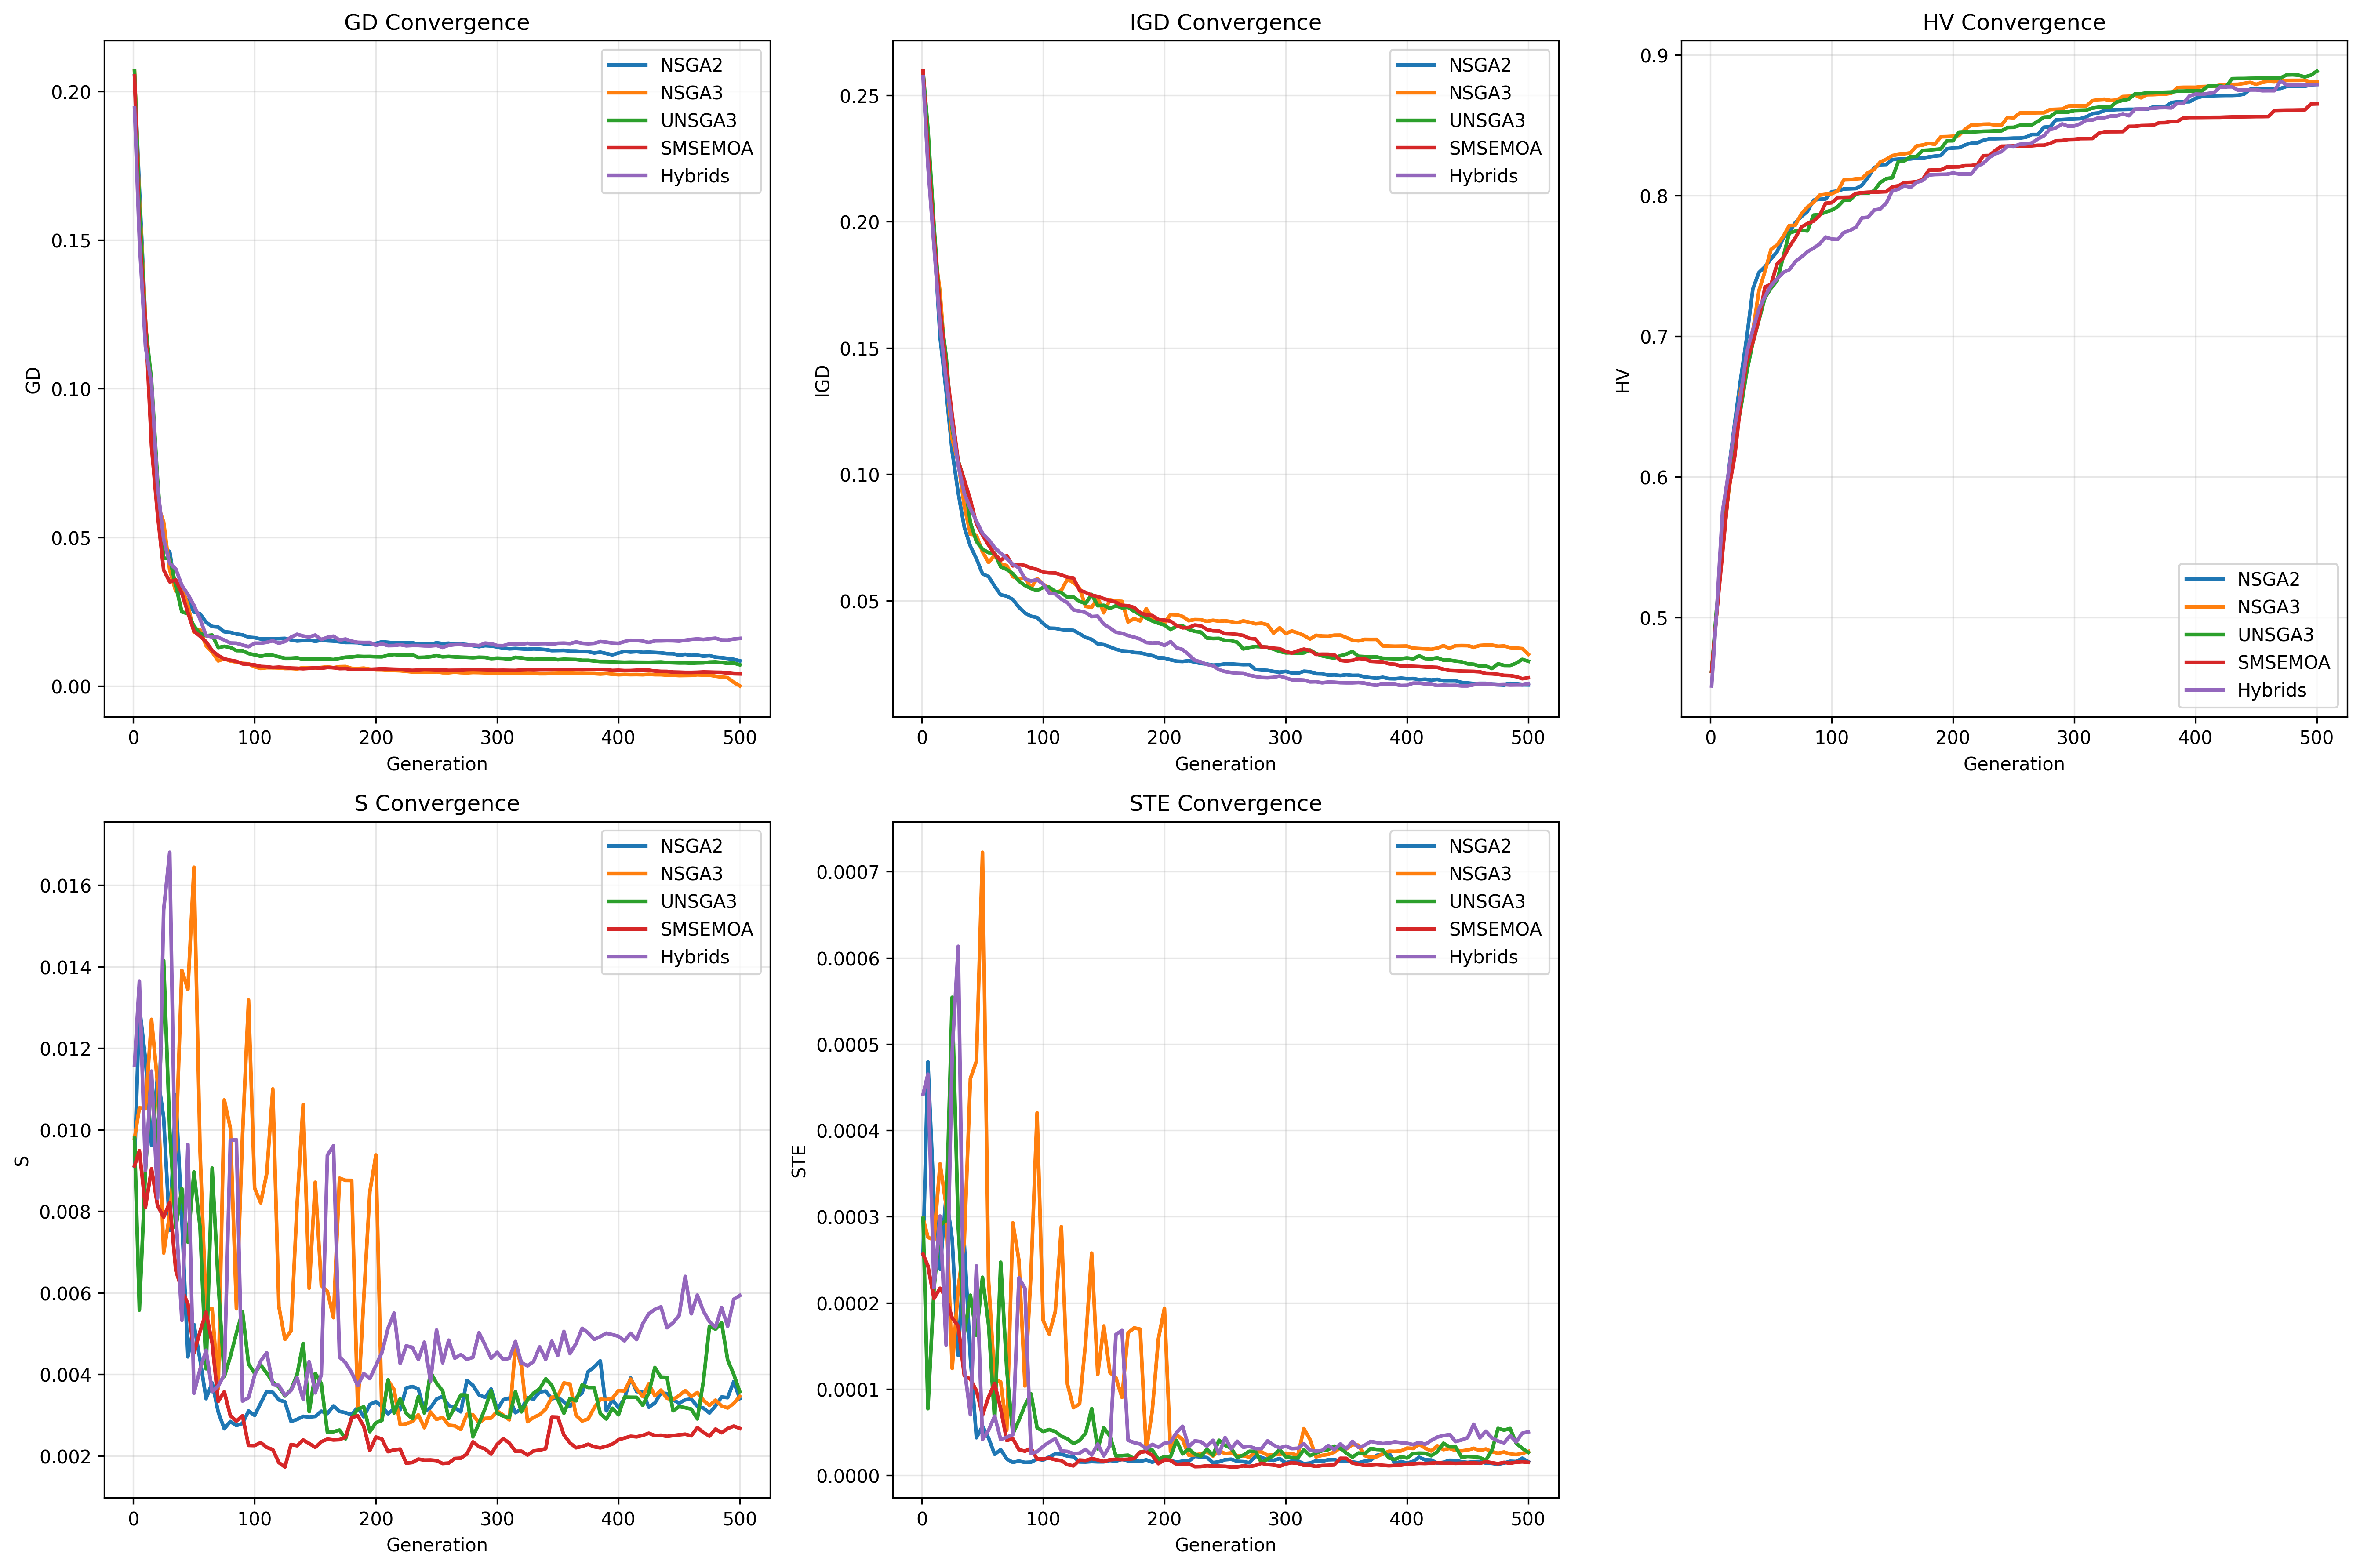 GD Convergence
0.20
0.15
0.10
0.05
0.00
GD
0 100 200 300 400 500
Generation
NSGA2
NSGA3
UNSGA3
SMSEMOA
Hybrids
IGD Convergence
0.25
0.20
0.15
0.10
0.05
IGD
0 100 200 300 400 500
Generation
NSGA2
NSGA3
UNSGA3
SMSEMOA
Hybrids
HV Convergence
0.9
0.8
0.7
0.6
0.5
HV
0 100 200 300 400 500
Generation
NSGA2
NSGA3
UNSGA3
SMSEMOA
Hybrids
S Convergence
0.016
0.014
0.012
0.010
0.008
0.006
0.004
0.002
S
0 100 200 300 400 500
Generation
NSGA2
NSGA3
UNSGA3
SMSEMOA
Hybrids
STE Convergence
0.0007
0.0006
0.0005
0.0004
0.0003
0.0002
0.0001
0.0000
STE
0 100 200 300 400 500
Generation
NSGA2
NSGA3
UNSGA3
SMSEMOA
Hybrids